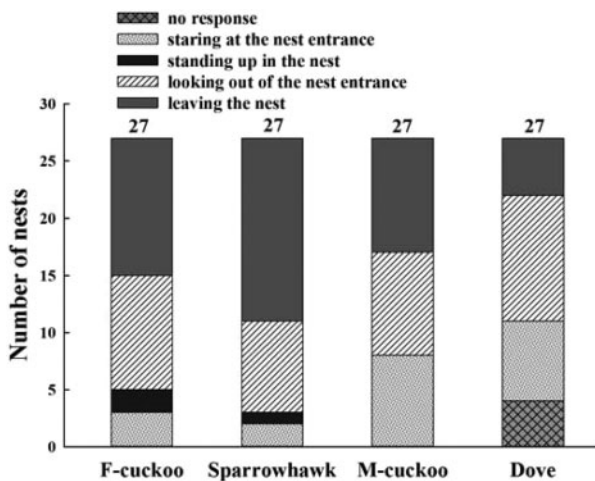 no response
staring at the nest entrance
standing up in the nest
looking out of the nest entrance
leaving the nest
Number of nests
30
25
20
15
10
5
0
27 27 27 27
F-cuckoo Sparrowhawk M-cuckoo Dove